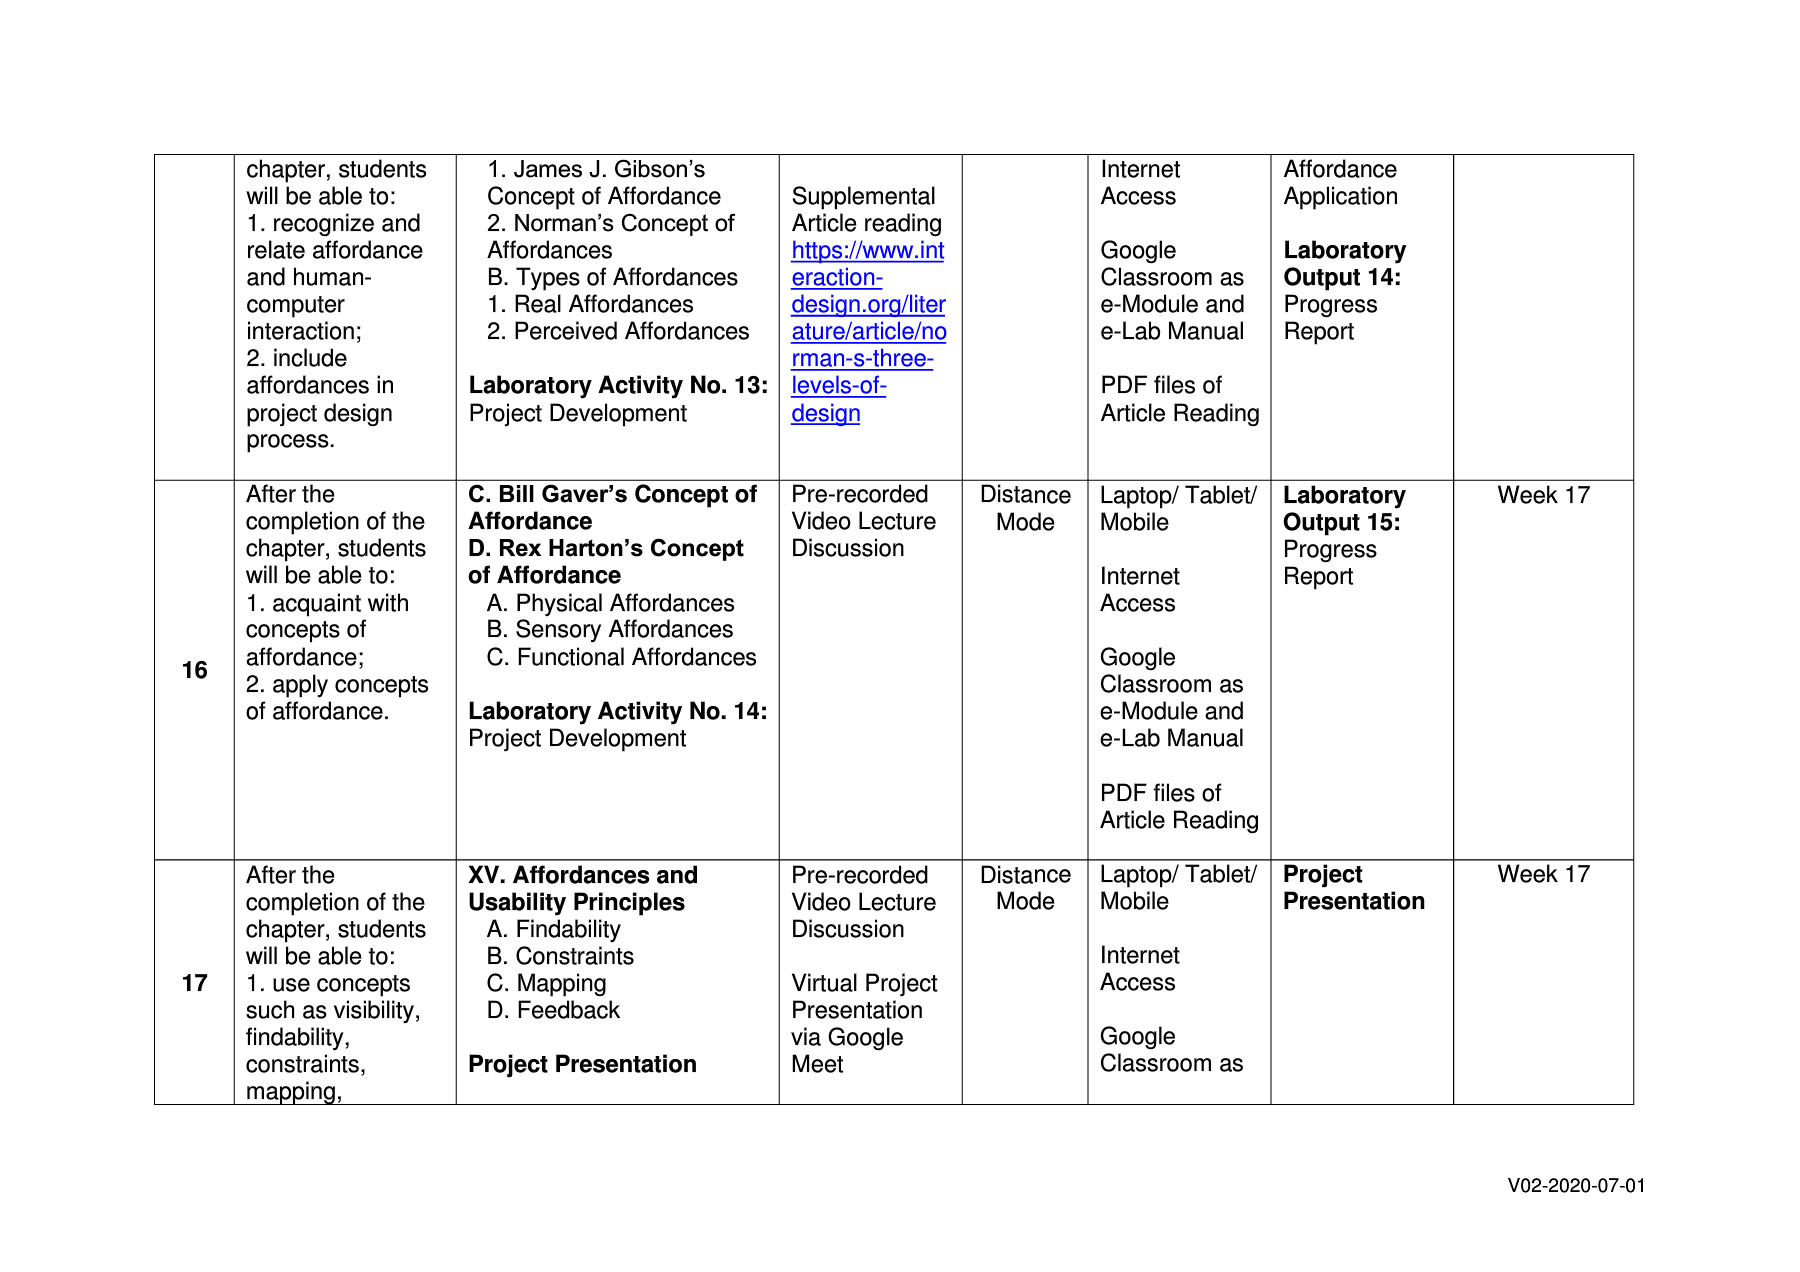 chapter, students
will be able to:
1. recognize and
relate affordance
and human-
computer
interaction;
2. include
affordances in
project design
process.
1. James J. Gibson’s
Concept of Affordance
2. Norman’s Concept of
Affordances
B. Types of Affordances
1. Real Affordances
2. Perceived Affordances
Laboratory Activity No. 13:
Project Development
Supplemental
Article reading
https://www.int
eraction-
design.org/liter
ature/article/no
rman-s-three-
levels-of-
design
Internet
Access
Google
Classroom as
e-Module and
e-Lab Manual
PDF files of
Article Reading
Affordance
Application
Laboratory
Output 14:
Progress
Report
16
After the
completion of the
chapter, students
will be able to:
1. acquaint with
concepts of
affordance;
2. apply concepts
of affordance.
C. Bill Gaver’s Concept of
Affordance
D. Rex Harton’s Concept
of Affordance
A. Physical Affordances
B. Sensory Affordances
C. Functional Affordances
Laboratory Activity No. 14:
Project Development
Pre-recorded
Video Lecture
Discussion
Distance
Mode
Laptop/ Tablet/
Mobile
Internet
Access
Google
Classroom as
e-Module and
e-Lab Manual
PDF files of
Article Reading
Laboratory
Output 15:
Progress
Report
Week 17
17
After the
completion of the
chapter, students
will be able to:
1. use concepts
such as visibility,
findability,
constraints,
mapping,
XV. Affordances and
Usability Principles
A. Findability
B. Constraints
C. Mapping
D. Feedback
Project Presentation
Pre-recorded
Video Lecture
Discussion
Virtual Project
Presentation
via Google
Meet
Distance
Mode
Laptop/ Tablet/
Mobile
Internet
Access
Google
Classroom as
Project
Presentation
Week 17
V02-2020-07-01